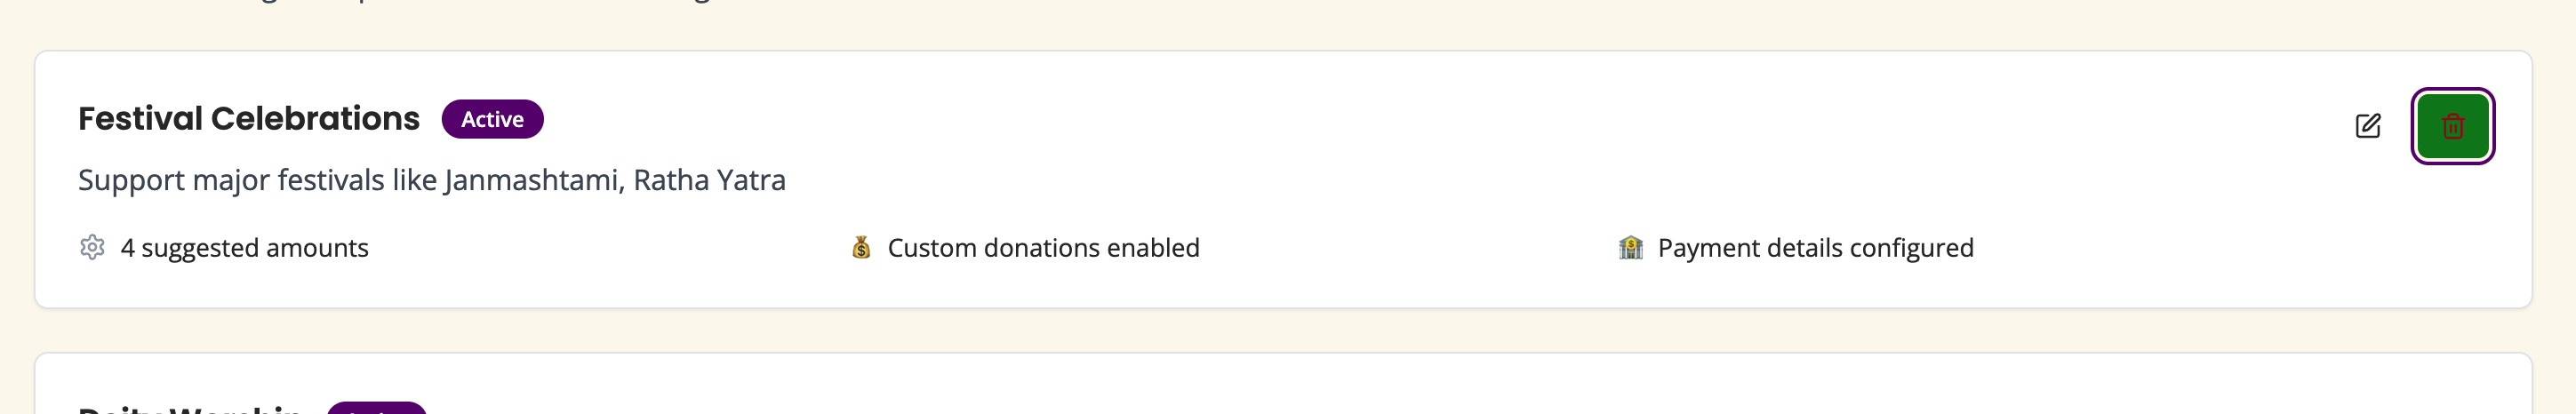 Festival Celebrations Active
Support major festivals like Janmashtami, Ratha Yatra
4 suggested amounts Custom donations enabled Payment details configured